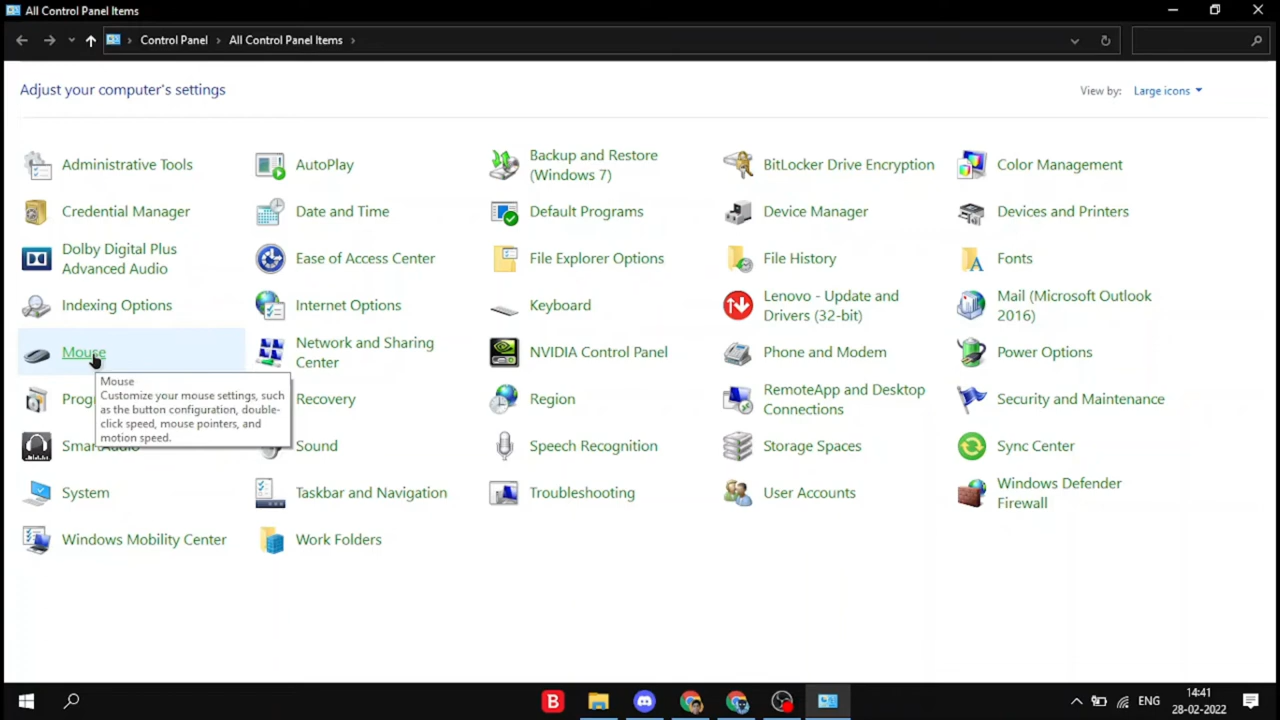 All Control Panel Items
Control Panel > All Control Panel Items >
Adjust your computer's settings
View by: Large icons
Administrative Tools
AutoPlay
Backup and Restore
(Windows 7)
BitLocker Drive Encryption
Color Management
Credential Manager
Date and Time
Default Programs
Device Manager
Devices and Printers
Dolby Digital Plus
Advanced Audio
Ease of Access Center
File Explorer Options
File History
Fonts
Indexing Options
Internet Options
Keyboard
Lenovo - Update and
Drivers (32-bit)
Mail (Microsoft Outlook
2016)
Mouse
Network and Sharing
Center
NVIDIA Control Panel
Phone and Modem
Power Options
Mouse
Customize your mouse settings, such
as the button configuration, double-
click speed, mouse pointers, and
motion speed.
Recovery
Region
RemoteApp and Desktop
Connections
Security and Maintenance
Sound
Speech Recognition
Storage Spaces
Sync Center
System
Taskbar and Navigation
Troubleshooting
User Accounts
Windows Defender
Firewall
Windows Mobility Center
Work Folders
B
ENG
14:41
28-02-2022